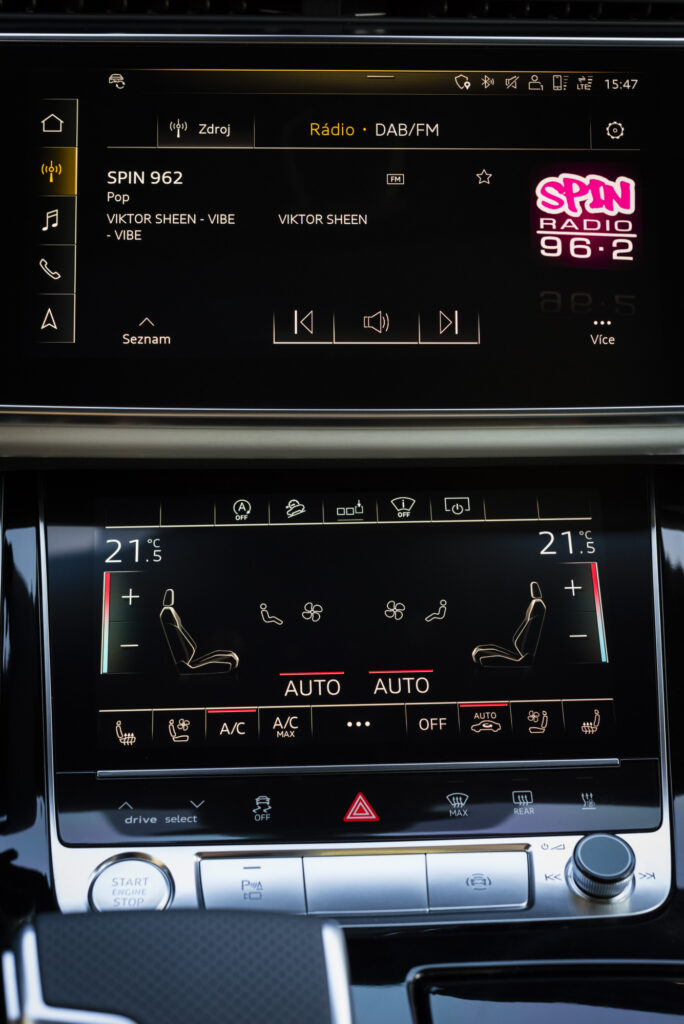 LTE 15:47
Zdroj
Rádio • DAB/FM
SPIN 962
FM
Pop
VIKTOR SHEEN - VIBE
- VIBE
VIKTOR SHEEN
SPIN
RADIO
96·2
Seznam
Více
A
OFF
i
OFF
21.5 °C
21.5 °C
+
+
−
−
AUTO
AUTO
A/C
A/C
MAX
•••
OFF
AUTO
drive select
OFF
MAX
REAR
START
ENGINE
STOP
P